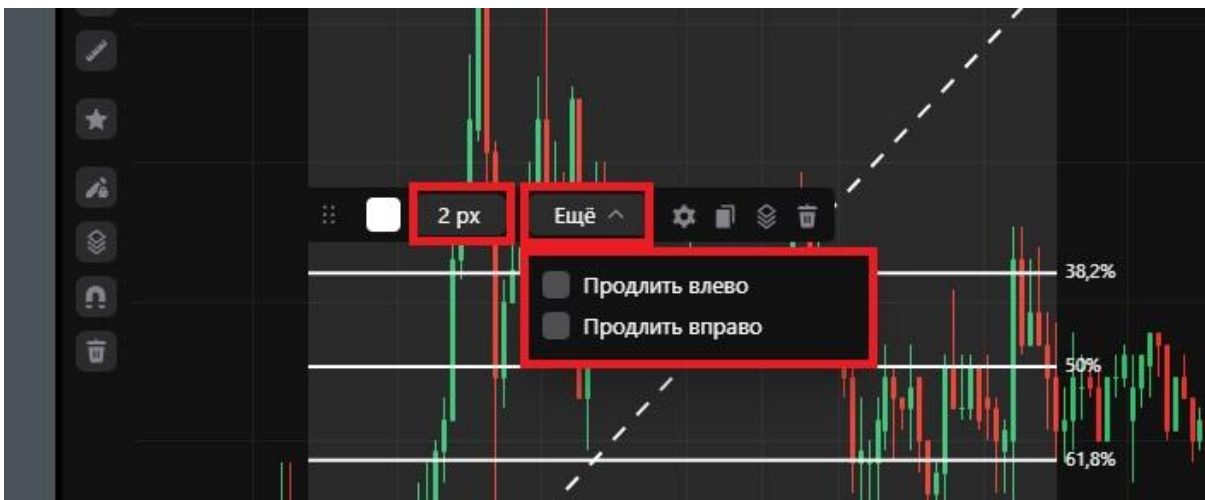 2 px
Ещё
Продлить влево
Продлить вправо
38,2%
50%
61,8%